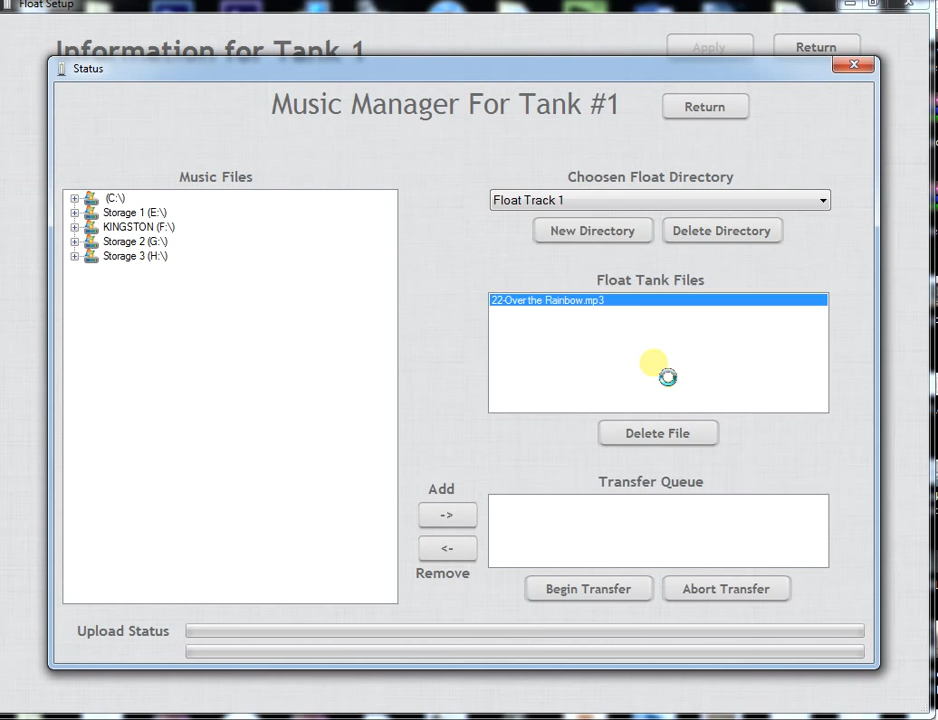 Float Setup
Information for Tank 1
Apply
Return
Status
Music Manager For Tank #1
Return
Music Files
Choosen Float Directory
(C:\)
Storage 1 (E:\)
KINGSTON (F:\)
Storage 2 (G:\)
Storage 3 (H:\)
Float Track 1
New Directory
Delete Directory
Float Tank Files
22-Over the Rainbow.mp3
Delete File
Add
->
<-
Remove
Transfer Queue
Begin Transfer
Abort Transfer
Upload Status